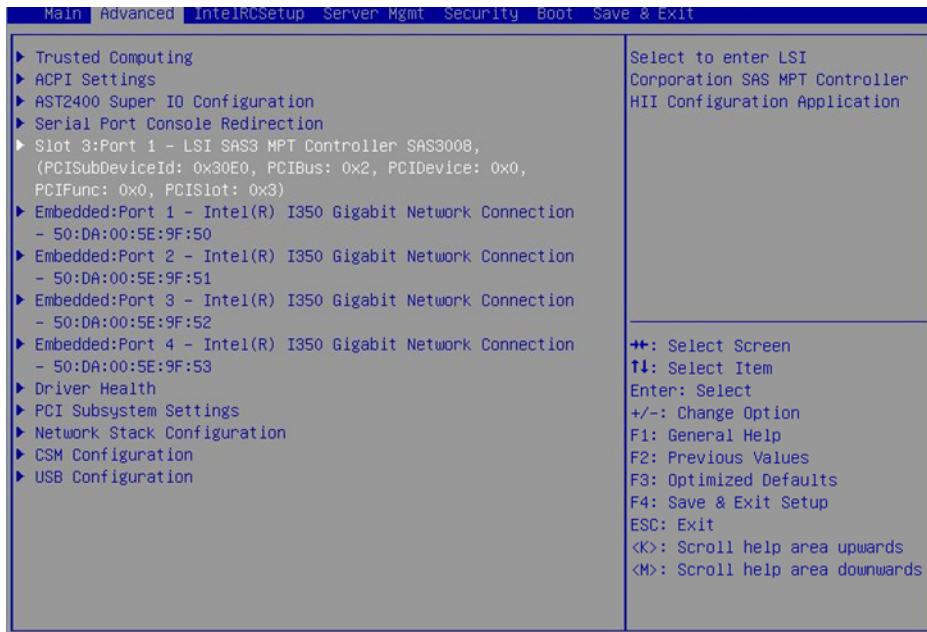 Main Advanced IntelRCSetup Server Mgmt Security Boot Save & Exit
Trusted Computing
ACPI Settings
AST2400 Super IO Configuration
Serial Port Console Redirection
Slot 3:Port 1 - LSI SAS3 MPT Controller SAS3008,
(PCISubDeviceId: 0x30E0, PCIBus: 0x2, PCIDevice: 0x0,
PCIFunc: 0x0, PCISlot: 0x3)
Embedded:Port 1 - Intel(R) I350 Gigabit Network Connection
- 50:DA:00:5E:9F:50
Embedded:Port 2 - Intel(R) I350 Gigabit Network Connection
- 50:DA:00:5E:9F:51
Embedded:Port 3 - Intel(R) I350 Gigabit Network Connection
- 50:DA:00:5E:9F:52
Embedded:Port 4 - Intel(R) I350 Gigabit Network Connection
- 50:DA:00:5E:9F:53
Driver Health
PCI Subsystem Settings
Network Stack Configuration
CSM Configuration
USB Configuration
Select to enter LSI
Corporation SAS MPT Controller
HII Configuration Application
→←: Select Screen
↑↓: Select Item
Enter: Select
+/-: Change Option
F1: General Help
F2: Previous Values
F3: Optimized Defaults
F4: Save & Exit Setup
ESC: Exit
<K>: Scroll help area upwards
<M>: Scroll help area downwards